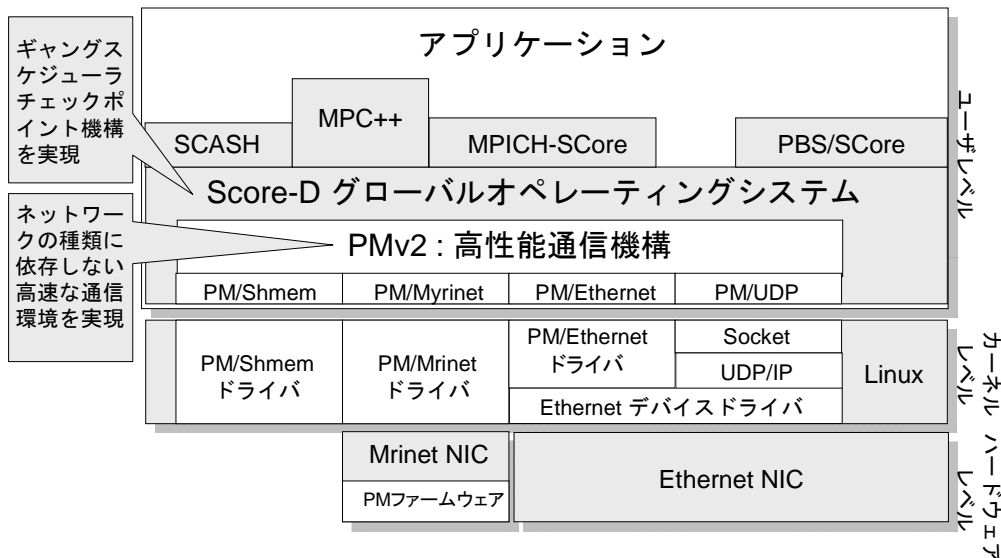 アプリケーション
ギャングス
ケジューラ
チェックポ
イント機構
を実現
SCASH
MPC++
MPICH-SCore
PBS/SCore
Score-D グローバルオペレーティングシステム
ネットワー
クの種類に
依存しない
高速な通信
環境を実現
PMv2 : 高性能通信機構
PM/Shmem
PM/Myrinet
PM/Ethernet
PM/UDP
ユーザレベル
PM/Shmem
ドライバ
PM/Mrinet
ドライバ
PM/Ethernet
ドライバ
Socket
UDP/IP
Ethernet デバイスドライバ
Linux
カーネル
レベル
Mrinet NIC
PMファームウェア
Ethernet NIC
ハードウェア
レベル